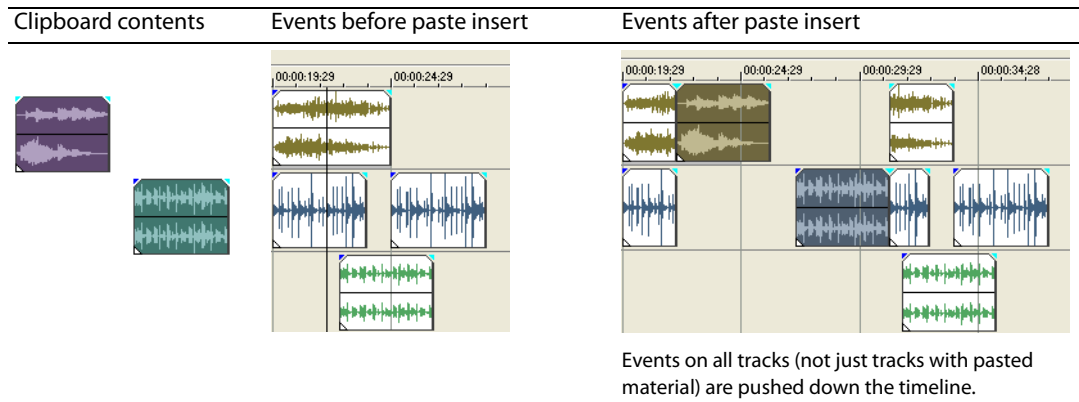 Clipboard contents
Events before paste insert
Events after paste insert
00:00:19:29
00:00:24:29
00:00:19:29
00:00:24:29
00:00:29:29
00:00:34:28
Events on all tracks (not just tracks with pasted
material) are pushed down the timeline.